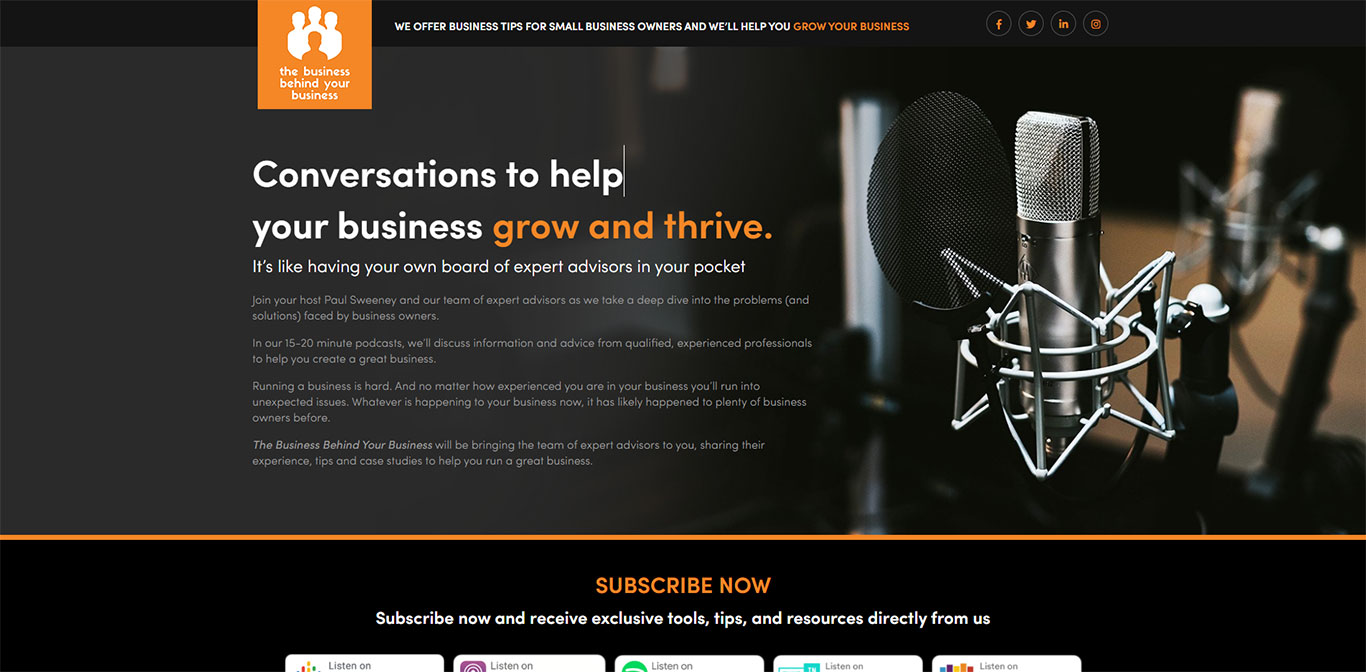 the business
behind your
business
WE OFFER BUSINESS TIPS FOR SMALL BUSINESS OWNERS AND WE'LL HELP YOU GROW YOUR BUSINESS
Conversations to help
your business grow and thrive.
It's like having your own board of expert advisors in your pocket
Join your host Paul Sweeney and our team of expert advisors as we take a deep dive into the problems (and
solutions) faced by business owners.
In our 15-20 minute podcasts, we'll discuss information and advice from qualified, experienced professionals
to help you create a great business.
Running a business is hard. And no matter how experienced you are in your business you'll run into
unexpected issues. Whatever is happening to your business now, it has likely happened to plenty of business
owners before.
The Business Behind Your Business will be bringing the team of expert advisors to you, sharing their
experience, tips and case studies to help you run a great business.
SUBSCRIBE NOW
Subscribe now and receive exclusive tools, tips, and resources directly from us
Listen on
Listen on
Listen on
TN
Listen on
Listen on